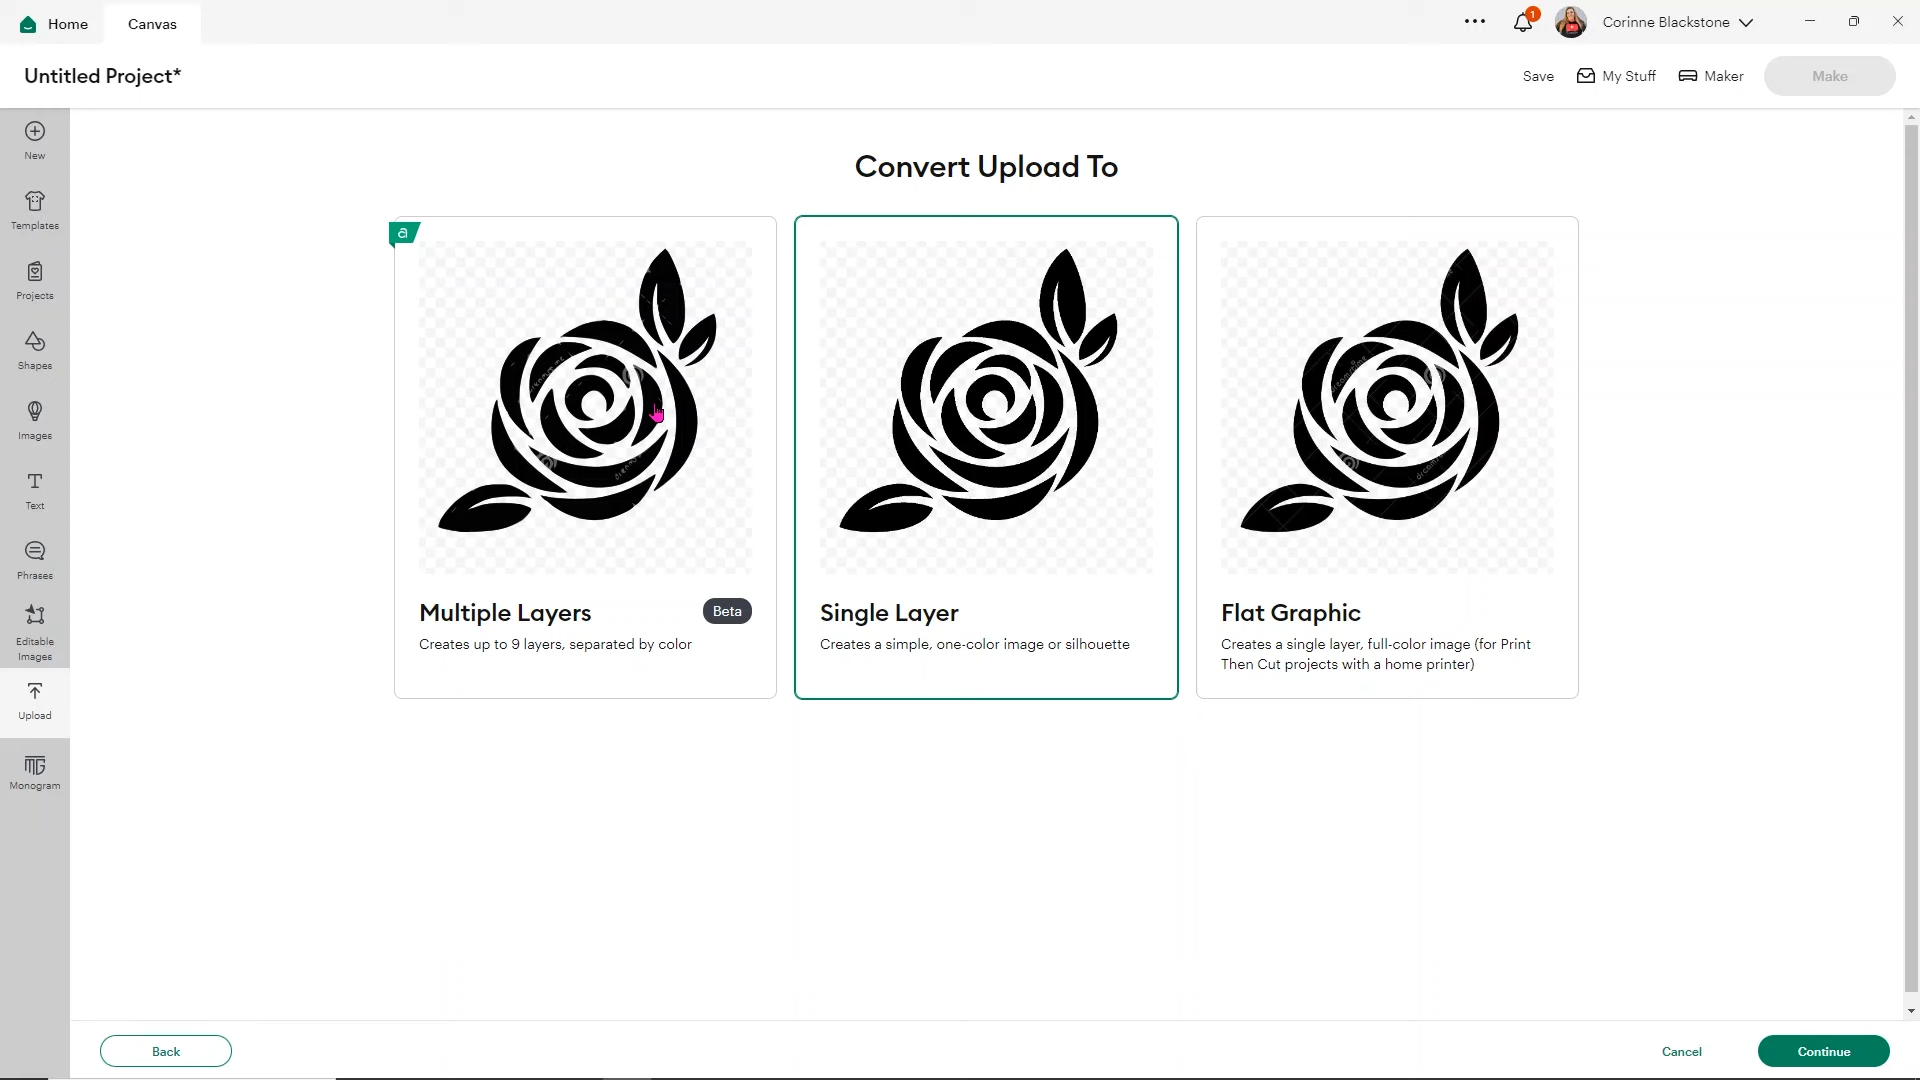 Home
Canvas
1
Corinne Blackstone
Untitled Project*
Save
My Stuff
Maker
Make
New
Templates
Projects
Shapes
Images
Text
Phrases
Editable
Images
Upload
Monogram
Convert Upload To
a
Multiple Layers
Beta
Creates up to 9 layers, separated by color
Single Layer
Creates a simple, one-color image or silhouette
Flat Graphic
Creates a single layer, full-color image (for Print
Then Cut projects with a home printer)
Back
Cancel
Continue